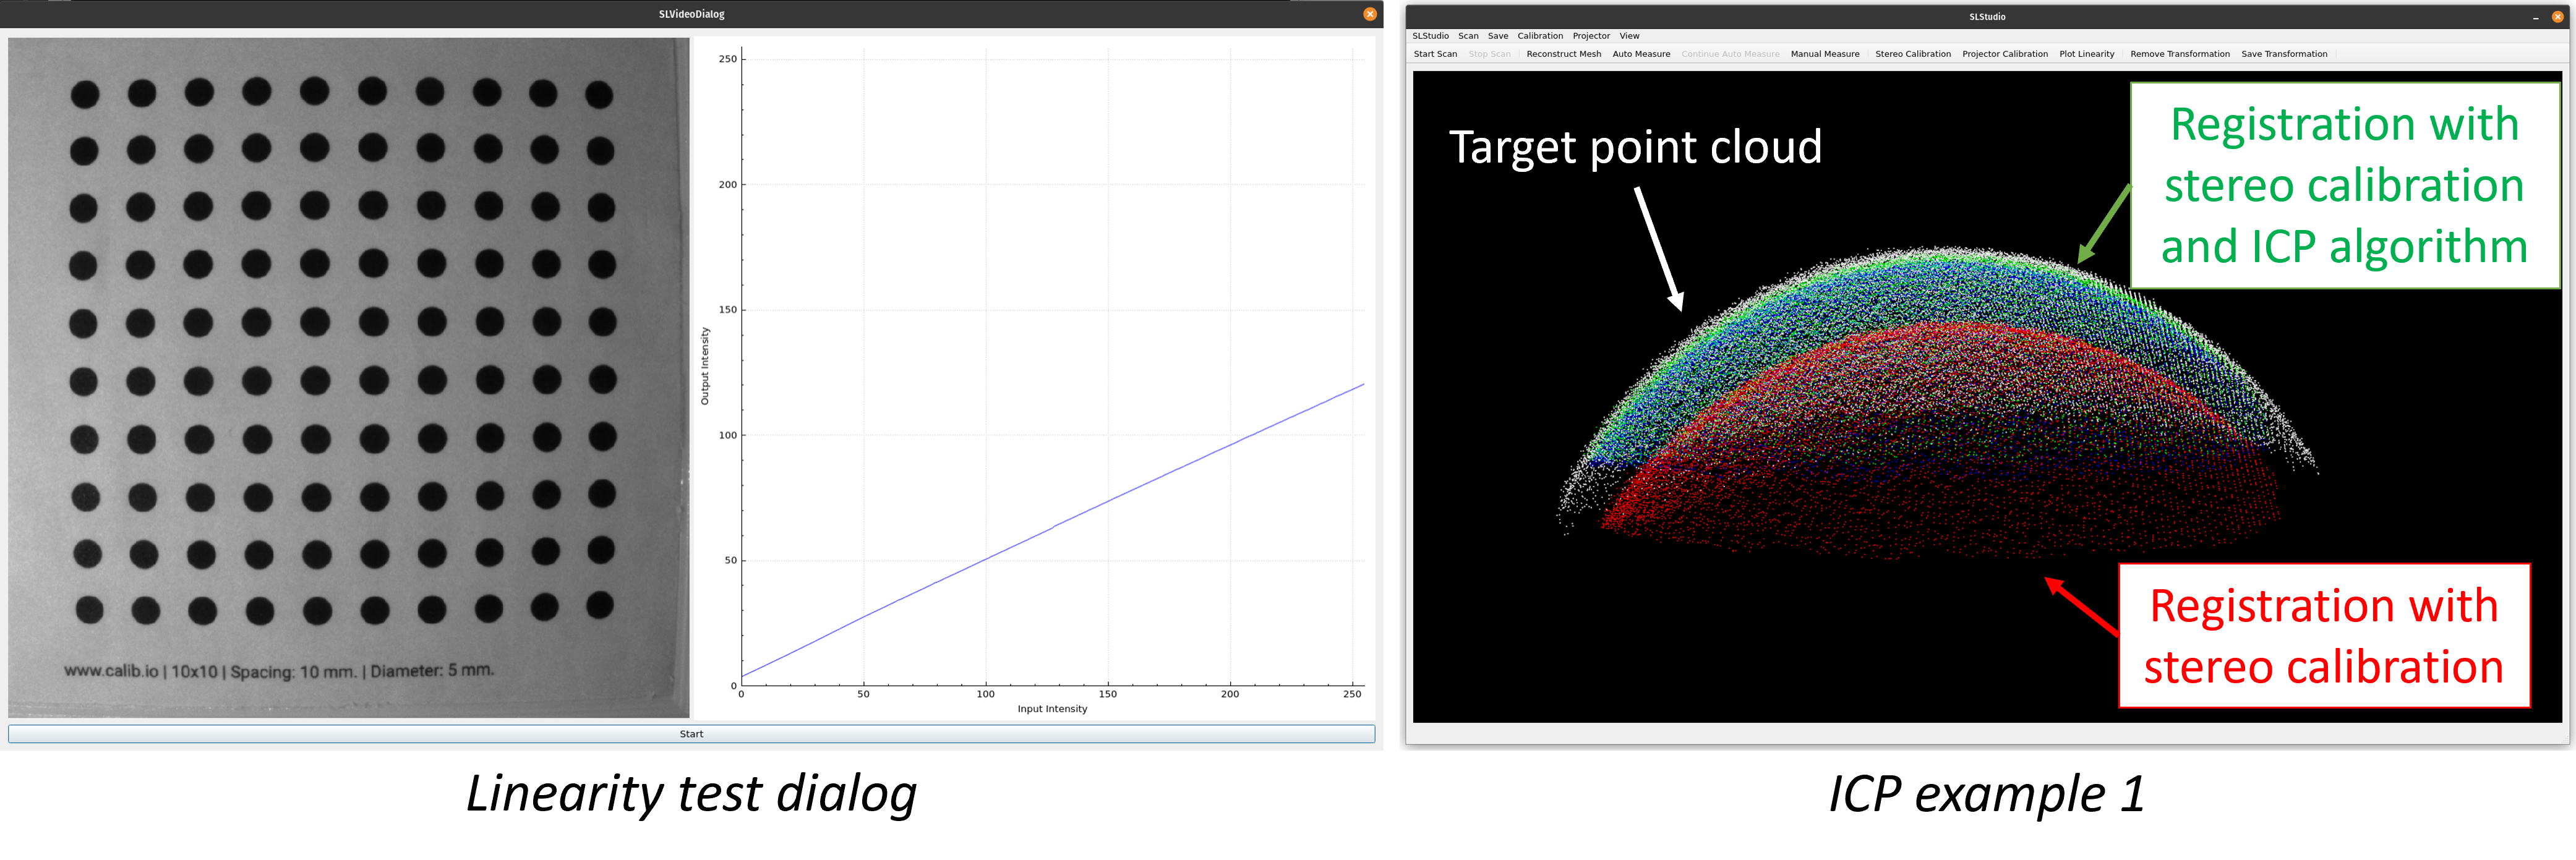 SLVideoDialog
www.calib.io | 10x10 | Spacing: 10 mm. | Diameter: 5 mm.
250
200
150
100
50
0
Output Intensity
0 50 100 150 200 250
Input Intensity
Start
Linearity test dialog
SLStudio
SLStudio Scan Save Calibration Projector View
Start Scan Stop Scan Reconstruct Mesh Auto Measure Continue Auto Measure Manual Measure Stereo Calibration Projector Calibration Plot Linearity Remove Transformation Save Transformation
Target point cloud
Registration with
stereo calibration
and ICP algorithm
Registration with
stereo calibration
ICP example 1